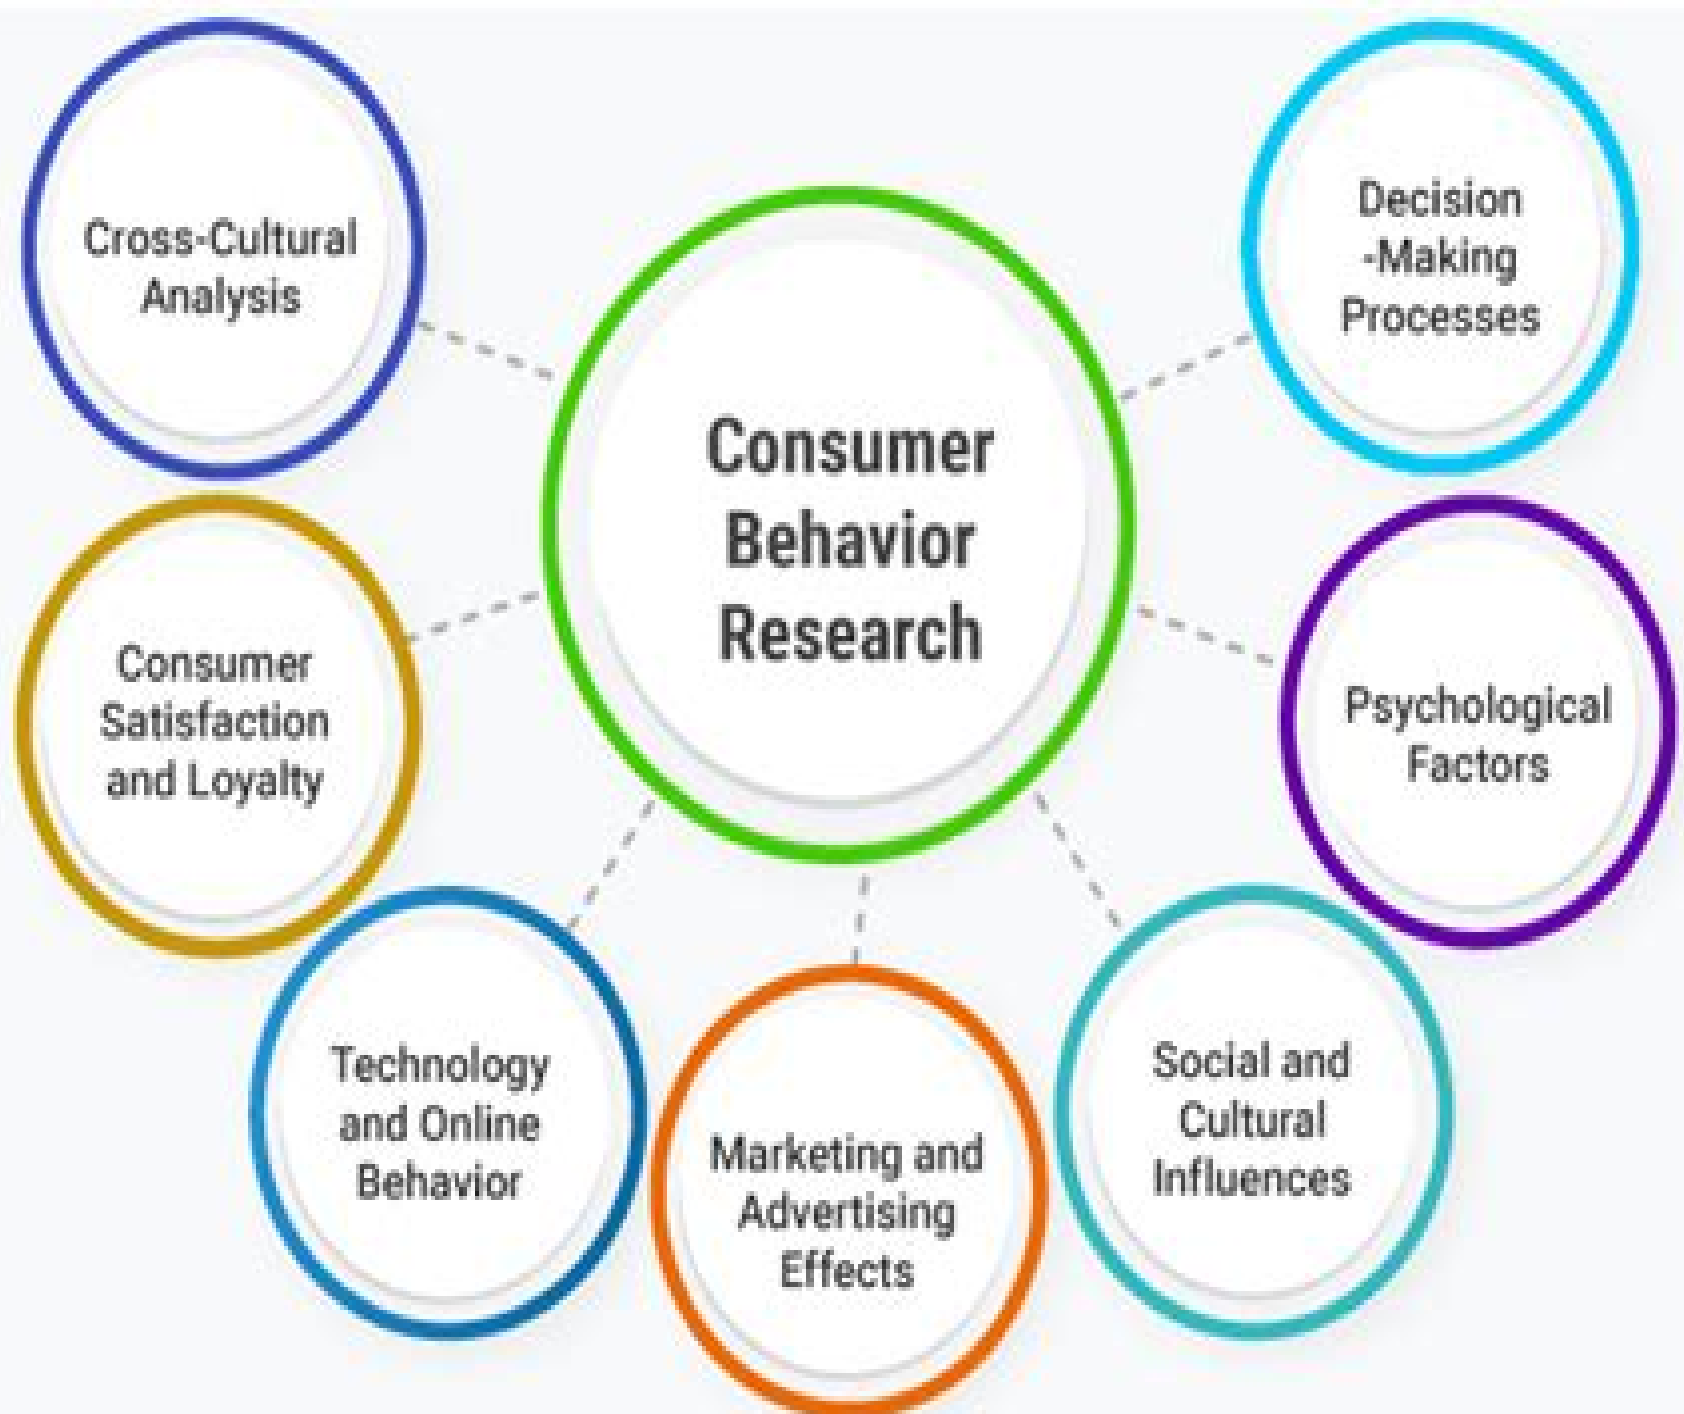 Cross-Cultural
Analysis
Decision
-Making
Processes
Consumer
Behavior
Research
Consumer
Satisfaction
and Loyalty
Psychological
Factors
Technology
and Online
Behavior
Marketing and
Advertising
Effects
Social and
Cultural
Influences